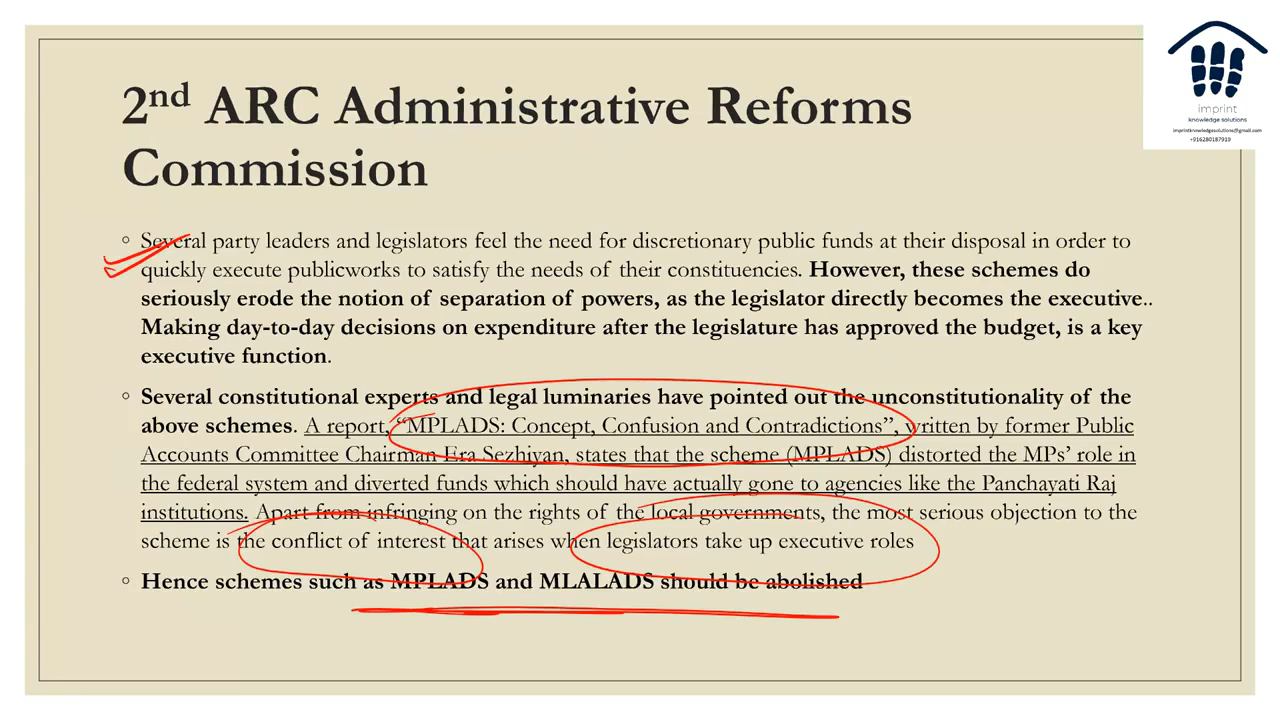 2nd ARC Administrative Reforms
Commission
imprint
knowledge solutions
imprintknowledgesolutions@gmail.com
+916280187919
◦ Several party leaders and legislators feel the need for discretionary public funds at their disposal in order to
quickly execute publicworks to satisfy the needs of their constituencies. However, these schemes do
seriously erode the notion of separation of powers, as the legislator directly becomes the executive..
Making day-to-day decisions on expenditure after the legislature has approved the budget, is a key
executive function.
◦ Several constitutional experts and legal luminaries have pointed out the unconstitutionality of the
above schemes. A report, “MPLADS: Concept, Confusion and Contradictions”, written by former Public
Accounts Committee Chairman Era Sezhiyan, states that the scheme (MPLADS) distorted the MPs’ role in
the federal system and diverted funds which should have actually gone to agencies like the Panchayati Raj
institutions. Apart from infringing on the rights of the local governments, the most serious objection to the
scheme is the conflict of interest that arises when legislators take up executive roles
◦ Hence schemes such as MPLADS and MLALADS should be abolished